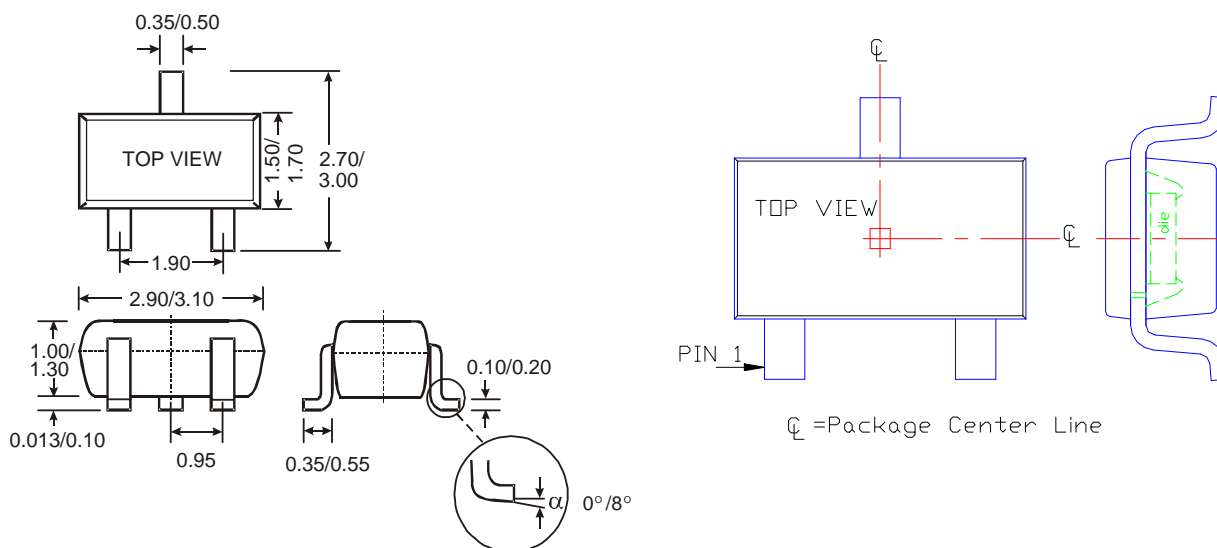 0.35/0.50
TOP VIEW
1.50/
1.70
2.70/
3.00
1.90
2.90/3.10
1.00/
1.30
0.013/0.10
0.95
0.10/0.20
0.35/0.55
α
0°/8°
℄
TOP VIEW
℄
die
PIN 1
℄ =Package Center Line